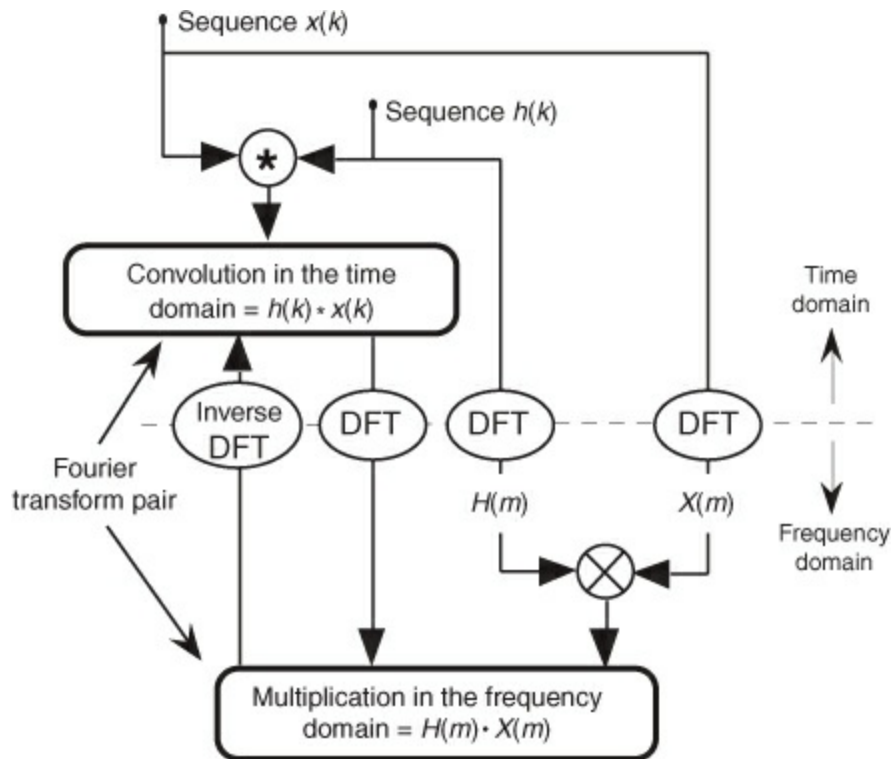 Sequence x(k)
Sequence h(k)
*
Convolution in the time
domain = h(k) * x(k)
Time
domain
Inverse
DFT
DFT
DFT
DFT
Fourier
transform pair
H(m)
X(m)
Frequency
domain
Multiplication in the frequency
domain = H(m) · X(m)